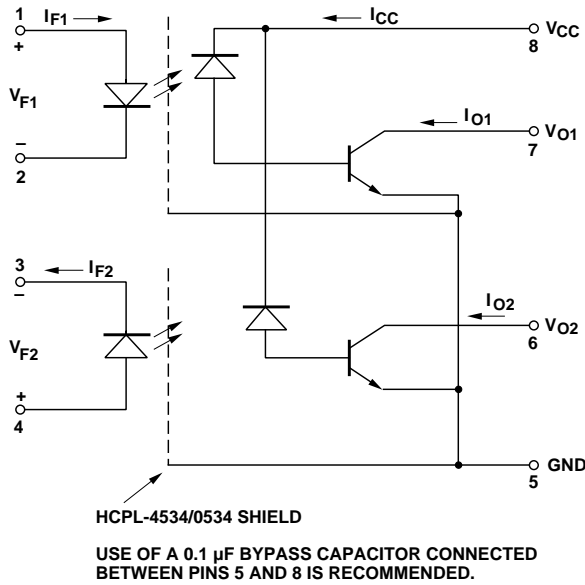 1
+
IF1
VF1
–
2
ICC
VCC
8
IO1
VO1
7
3
–
IF2
VF2
+
4
IO2
VO2
6
GND
5
HCPL-4534/0534 SHIELD
USE OF A 0.1 µF BYPASS CAPACITOR CONNECTED
BETWEEN PINS 5 AND 8 IS RECOMMENDED.